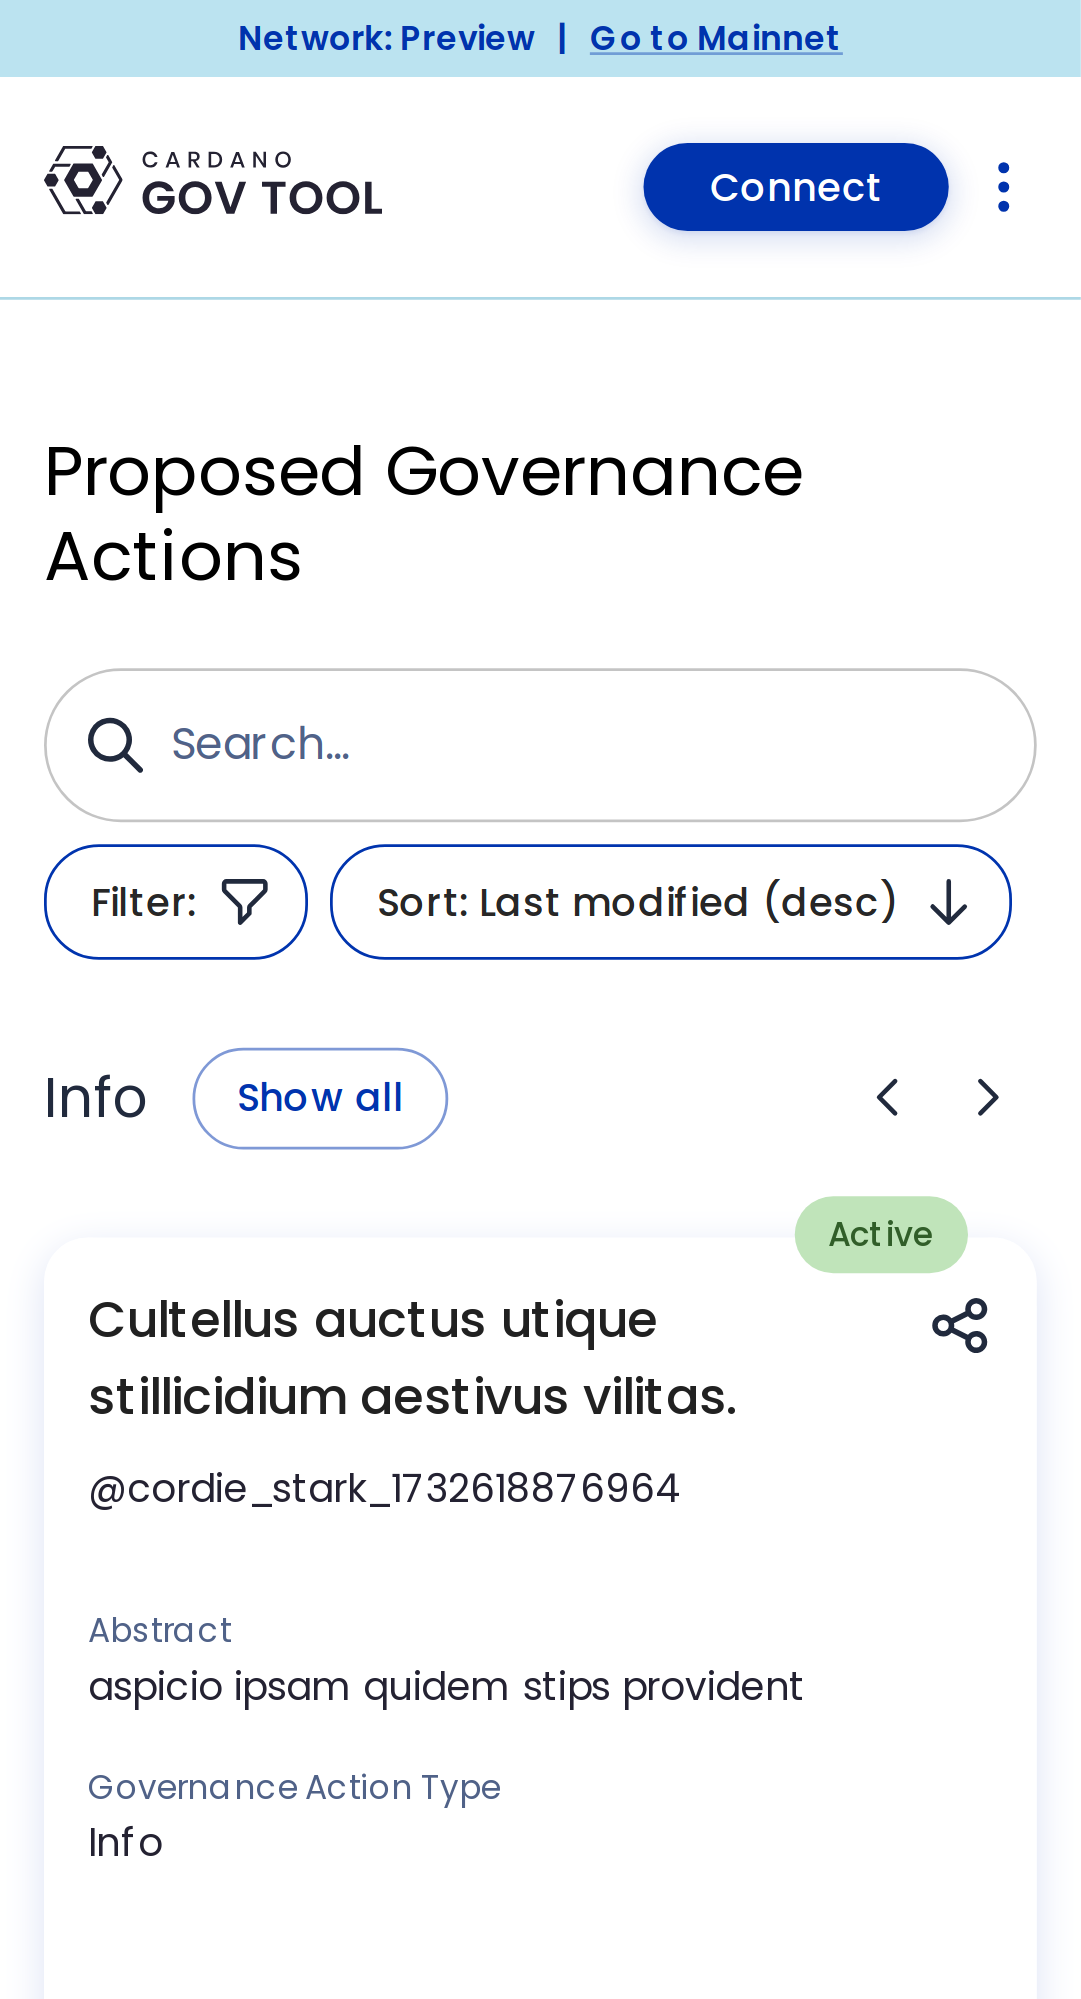 Network: Preview | Go to Mainnet
CARDANO
GOV TOOL
Connect
Proposed Governance
Actions
Search...
Filter:
Sort: Last modified (desc)
Info
Show all
Active
Cultellus auctus utique
stillicidium aestivus vilitas.
@cordie_stark_1732618876964
Abstract
aspicio ipsam quidem stips provident
Governance Action Type
Info